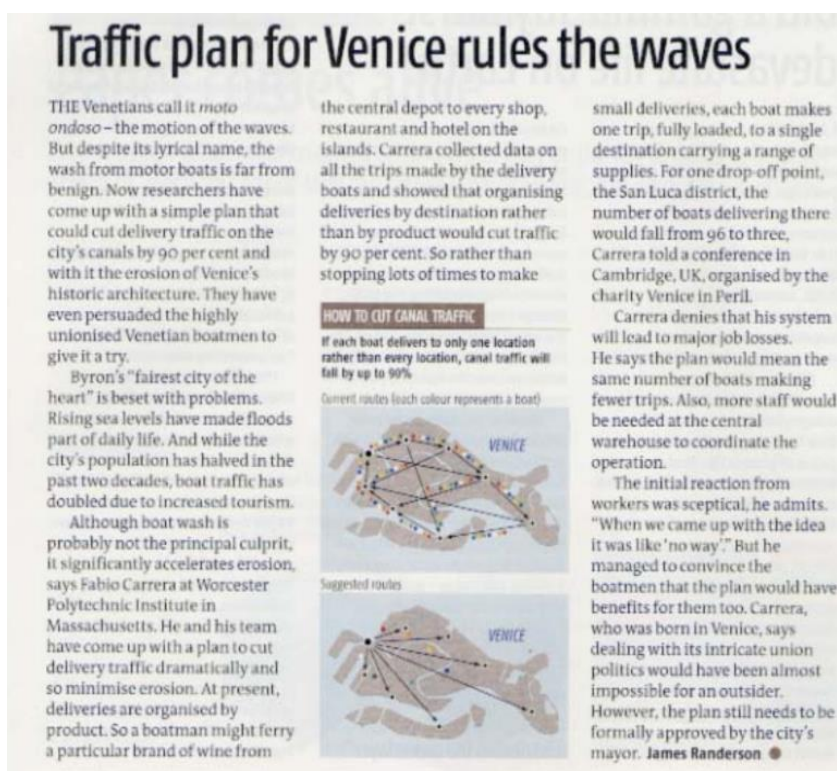 Traffic plan for Venice rules the waves
THE Venetians call it moto
ondoso – the motion of the waves.
But despite its lyrical name, the
wash from motor boats is far from
benign. Now researchers have
come up with a simple plan that
could cut delivery traffic on the
city's canals by 90 per cent and
with it the erosion of Venice's
historic architecture. They have
even persuaded the highly
unionised Venetian boatmen to
give it a try.
Byron's "fairest city of the
heart" is beset with problems.
Rising sea levels have made floods
part of daily life. And while the
city's population has halved in the
past two decades, boat traffic has
doubled due to increased tourism.
Although boat wash is
probably not the principal culprit,
it significantly accelerates erosion,
says Fabio Carrera at Worcester
Polytechnic Institute in
Massachusetts. He and his team
have come up with a plan to cut
delivery traffic dramatically and
so minimise erosion. At present,
deliveries are organised by
product. So a boatman might ferry
a particular brand of wine from
the central depot to every shop,
restaurant and hotel on the
islands. Carrera collected data on
all the trips made by the delivery
boats and showed that organising
deliveries by destination rather
than by product would cut traffic
by 90 per cent. So rather than
stopping lots of times to make
HOW TO CUT CANAL TRAFFIC
If each boat delivers to only one location
rather than every location, canal traffic will
fall by up to 90%
Current routes (each colour represents a boat)
VENICE
Suggested routes
VENICE
small deliveries, each boat makes
one trip, fully loaded, to a single
destination carrying a range of
supplies. For one drop-off point,
the San Luca district, the
number of boats delivering there
would fall from 96 to three,
Carrera told a conference in
Cambridge, UK, organised by the
charity Venice in Peril.
Carrera denies that his system
will lead to major job losses.
He says the plan would mean the
same number of boats making
fewer trips. Also, more staff would
be needed at the central
warehouse to coordinate the
operation.
The initial reaction from
workers was sceptical, he admits.
"When we came up with the idea
it was like 'no way'." But he
managed to convince the
boatmen that the plan would have
benefits for them too. Carrera,
who was born in Venice, says
dealing with its intricate union
politics would have been almost
impossible for an outsider.
However, the plan still needs to be
formally approved by the city's
mayor. James Randerson